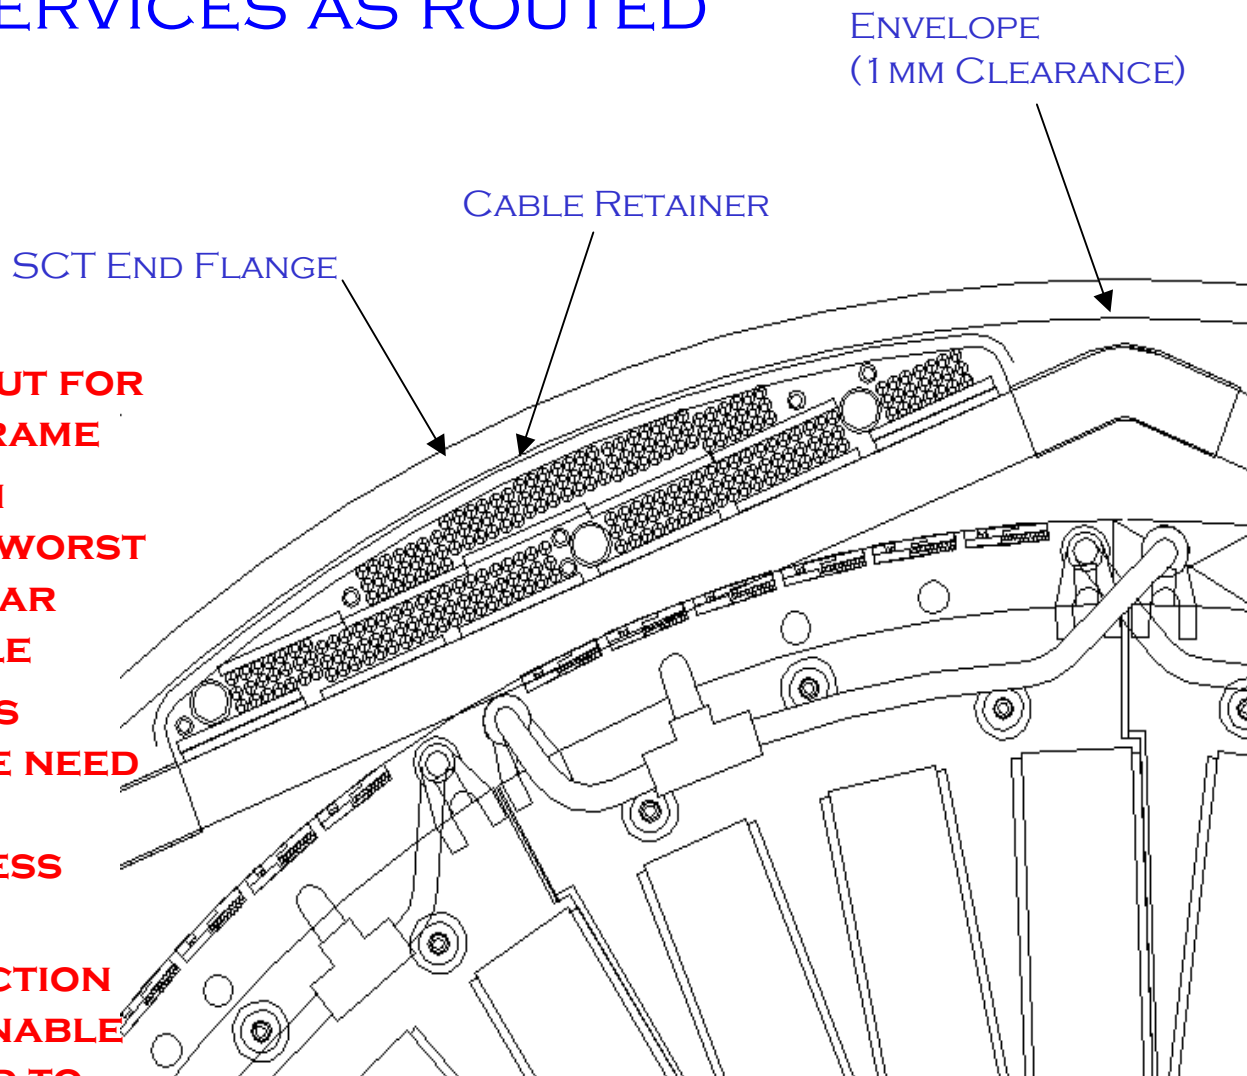 ERVICES AS ROUTED
ENVELOPE
(1MM CLEARANCE)
CABLE RETAINER
SCT END FLANGE
UT FOR
RAME
WORST
AR
LE
S
E NEED
ESS
CTION
NABLE